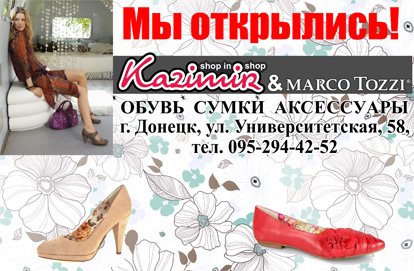 Мы открылись!
shop in shop
Kazimir & MARCO TOZZI
ОБУВЬ СУМКИ АКСЕССУАРЫ
г. Донецк, ул. Университетская, 58,
тел. 095-294-42-52